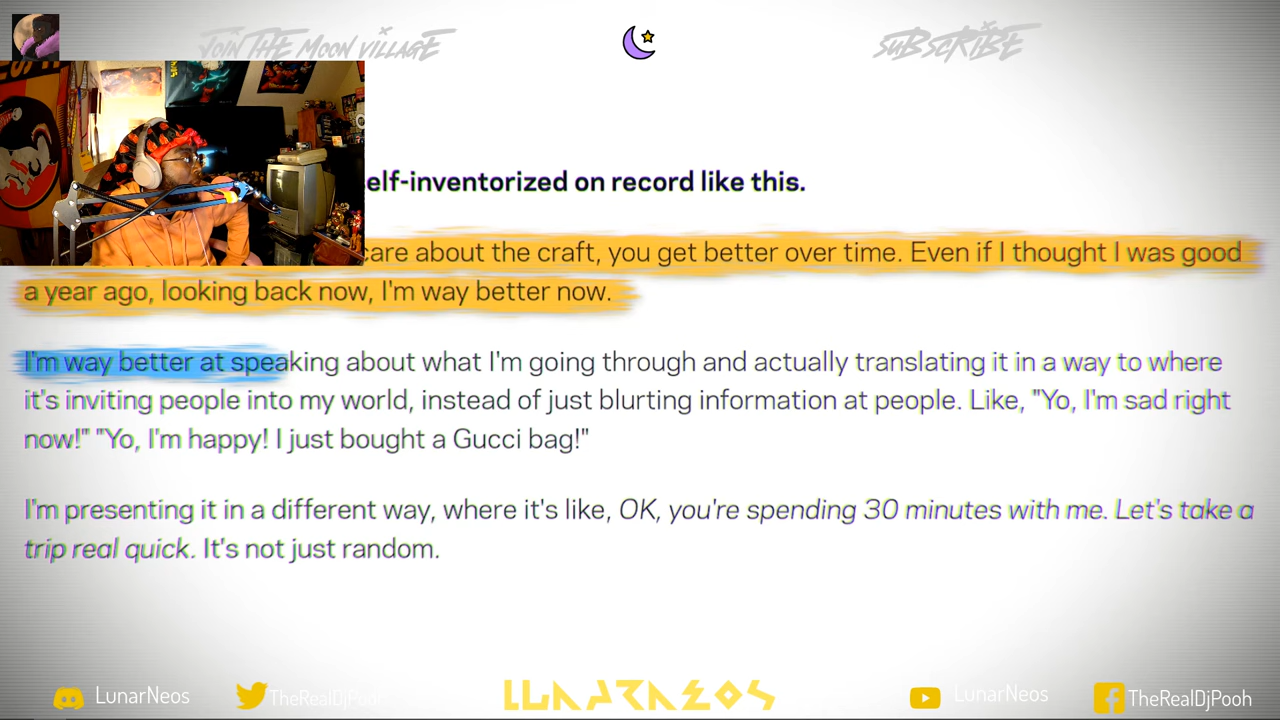 JOIN THE MOON VILLAGE
SUBSCRIBE
elf-inventorized on record like this.
care about the craft, you get better over time. Even if I thought I was good
a year ago, looking back now, I'm way better now.
I'm way better at speaking about what I'm going through and actually translating it in a way to where
it's inviting people into my world, instead of just blurting information at people. Like, "Yo, I'm sad right
now!" "Yo, I'm happy! I just bought a Gucci bag!"
I'm presenting it in a different way, where it's like, OK, you're spending 30 minutes with me. Let's take a
trip real quick. It's not just random.
LunarNeos
TheRealDjPooh
LUNARNEOS
LunarNeos
TheRealDjPooh